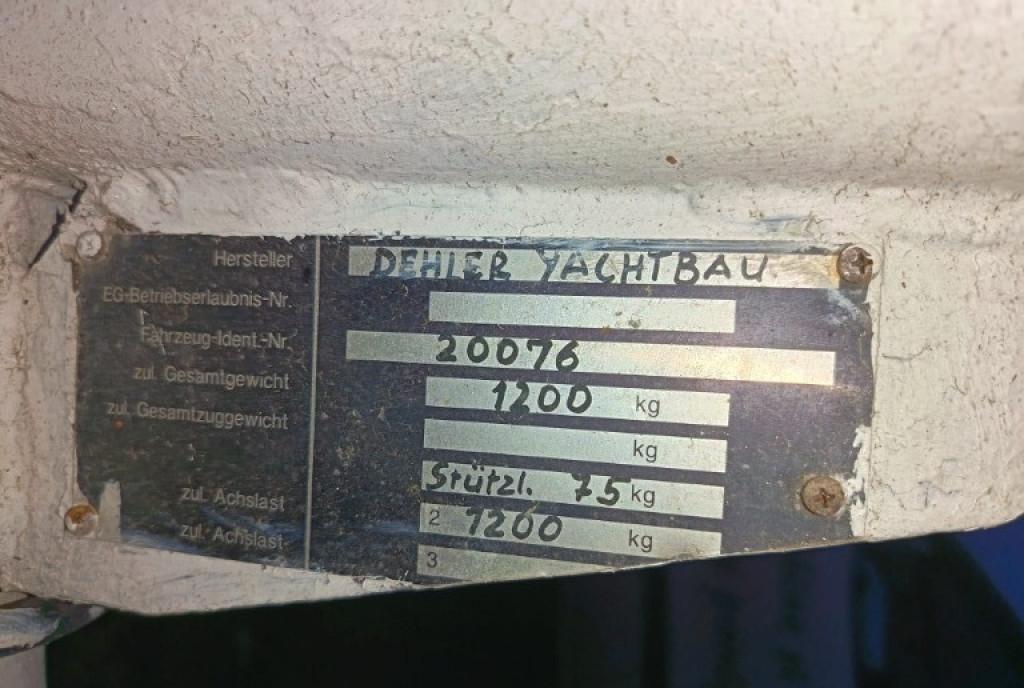 Hersteller DEHLER YACHTBAU
EG-Betriebserlaubnis-Nr.
Fahrzeug-Ident.-Nr. 20076
zul. Gesamtgewicht 1200 kg
zul. Gesamtzuggewicht kg
Stützl. 75 kg
zul. Achslast 2 1200 kg
zul. Achslast 3